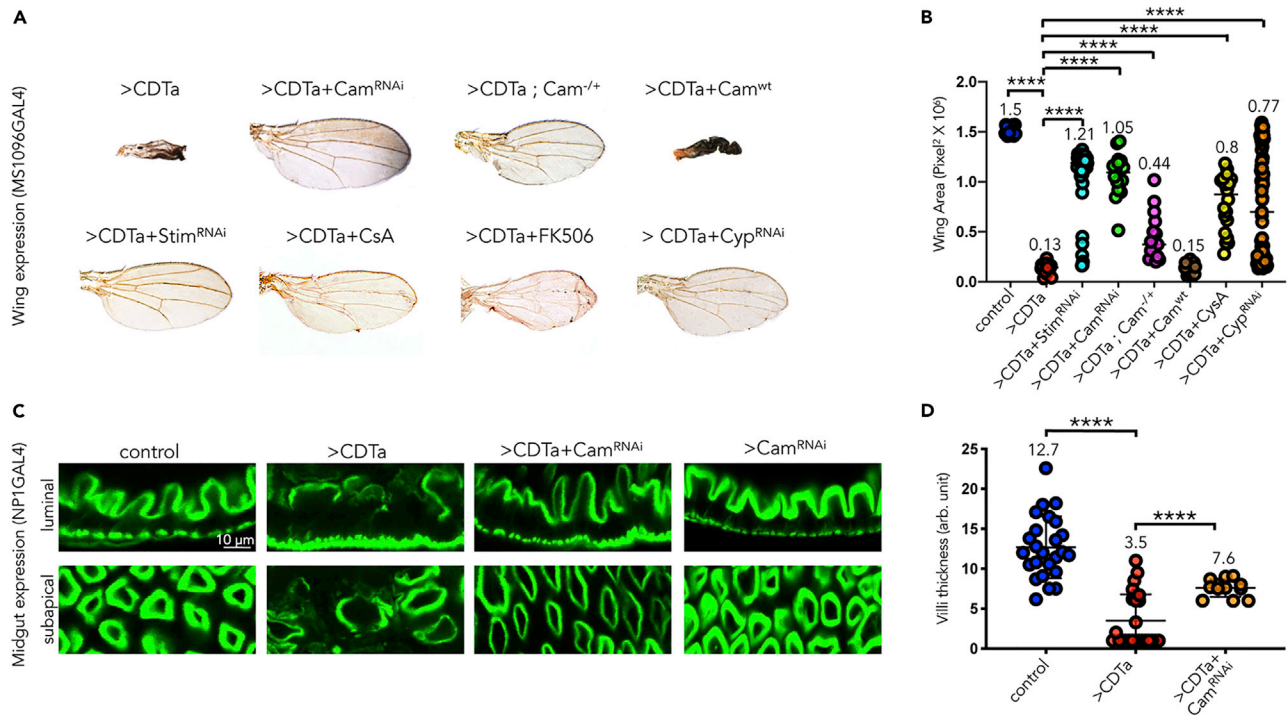 A
Wing expression (MS1096GAL4)
>CDTa
>CDTa+Cam^RNAi
>CDTa ; Cam^-/+
>CDTa+Cam^wt
>CDTa+Stim^RNAi
>CDTa+CsA
>CDTa+FK506
> CDTa+Cyp^RNAi
B
****
****
****
****
****
****
Wing Area (Pixel² X 10⁶)
2.0
1.5
1.0
0.5
0.0
1.5
0.13
1.21
1.05
0.44
0.15
0.8
0.77
control
>CDTa
>CDTa+Stim^RNAi
>CDTa+Cam^RNAi
>CDTa ; Cam^-/+
>CDTa+Cam^wt
>CDTa+CysA
>CDTa+Cyp^RNAi
C
Midgut expression (NP1GAL4)
control
>CDTa
>CDTa+Cam^RNAi
>Cam^RNAi
luminal
10 µm
subapical
D
****
****
Villi thickness (arb. unit)
25
20
15
10
5
0
12.7
3.5
7.6
control
>CDTa
>CDTa+
Cam^RNAi